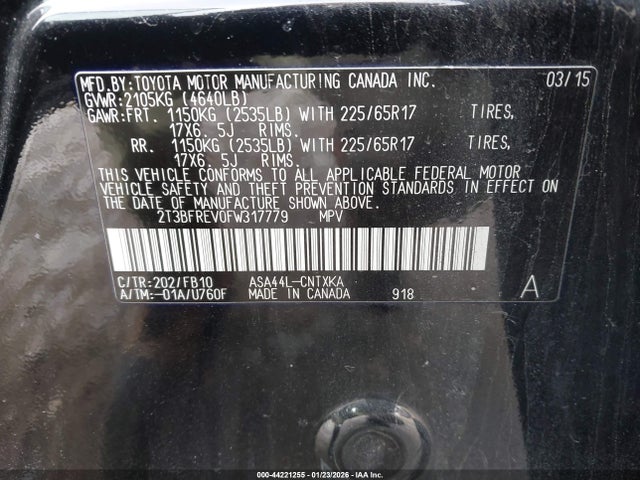 MFD.BY:TOYOTA MOTOR MANUFACTURING CANADA INC. 03/15
GVWR:2105KG (4640LB)
GAWR:FRT. 1150KG (2535LB) WITH 225/65R17 TIRES,
17X6. 5J RIMS.
RR. 1150KG (2535LB) WITH 225/65R17 TIRES,
17X6. 5J RIMS.
THIS VEHICLE CONFORMS TO ALL APPLICABLE FEDERAL MOTOR
VEHICLE SAFETY AND THEFT PREVENTION STANDARDS IN EFFECT ON
THE DATE OF MANUFACTURE SHOWN ABOVE.
2T3BFREV0FW317779 MPV
C/TR:202/FB10 ASA44L-CNTXKA
A/TM:-01A/U760F MADE IN CANADA 918 A
000-44221255 - 01/23/2026 - IAA Inc.